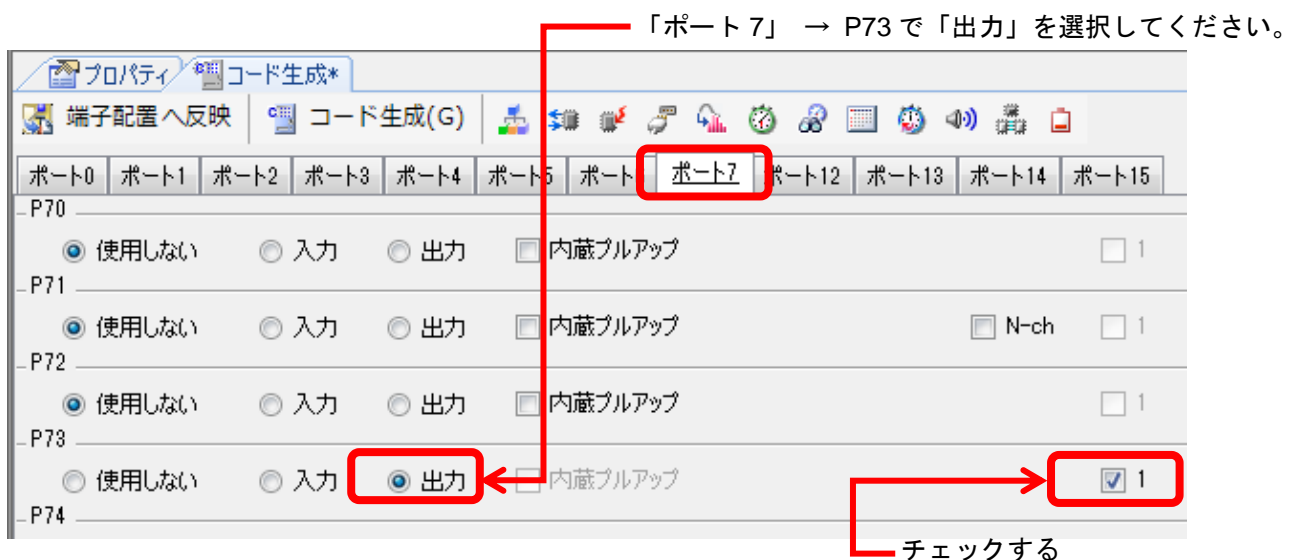 「ポート 7」 → P73 で「出力」を選択してください。
プロパティ コード生成*
端子配置へ反映 コード生成(G)
ポート0 ポート1 ポート2 ポート3 ポート4 ポート5 ポート ポート7 ポート12 ポート13 ポート14 ポート15
P70
使用しない 入力 出力 内蔵プルアップ 1
P71
使用しない 入力 出力 内蔵プルアップ N-ch 1
P72
使用しない 入力 出力 内蔵プルアップ 1
P73
使用しない 入力 出力 内蔵プルアップ 1
P74
チェックする